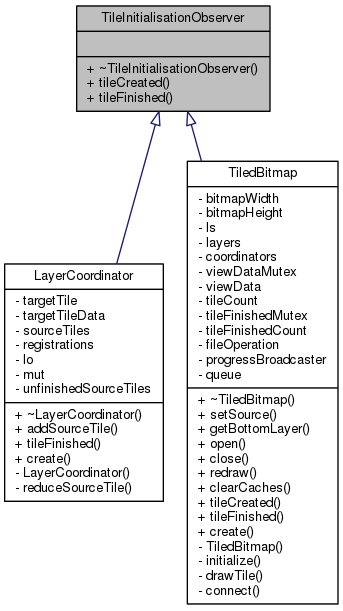 TileInitialisationObserver
+ ~TileInitialisationObserver()
+ tileCreated()
+ tileFinished()
TiledBitmap
- bitmapWidth
- bitmapHeight
- ls
- layers
- coordinators
- viewDataMutex
- viewData
- tileCount
- tileFinishedMutex
- tileFinishedCount
- fileOperation
- progressBroadcaster
- queue
+ ~TiledBitmap()
+ setSource()
+ getBottomLayer()
+ open()
+ close()
+ redraw()
+ clearCaches()
+ tileCreated()
+ tileFinished()
+ create()
- TiledBitmap()
- initialize()
- drawTile()
- connect()
LayerCoordinator
- targetTile
- targetTileData
- sourceTiles
- registrations
- lo
- mut
- unfinishedSourceTiles
+ ~LayerCoordinator()
+ addSourceTile()
+ tileFinished()
+ create()
- LayerCoordinator()
- reduceSourceTile()